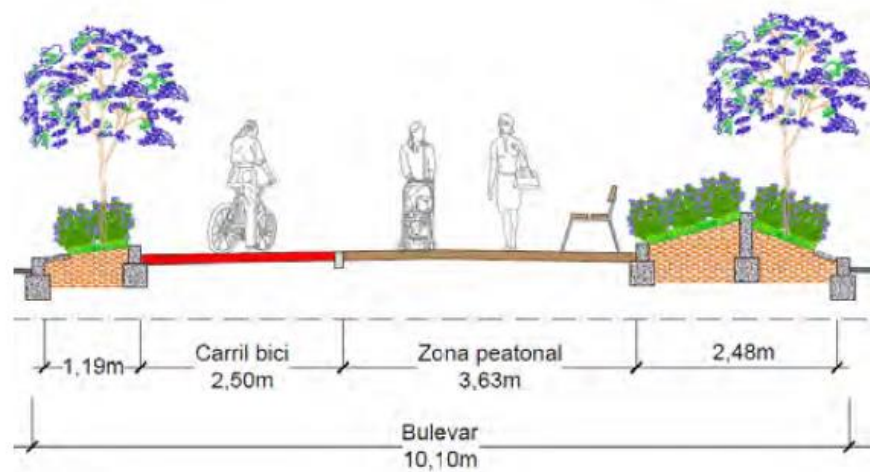 1,19m
Carril bici
2,50m
Zona peatonal
3,63m
2,48m
Bulevar
10,10m